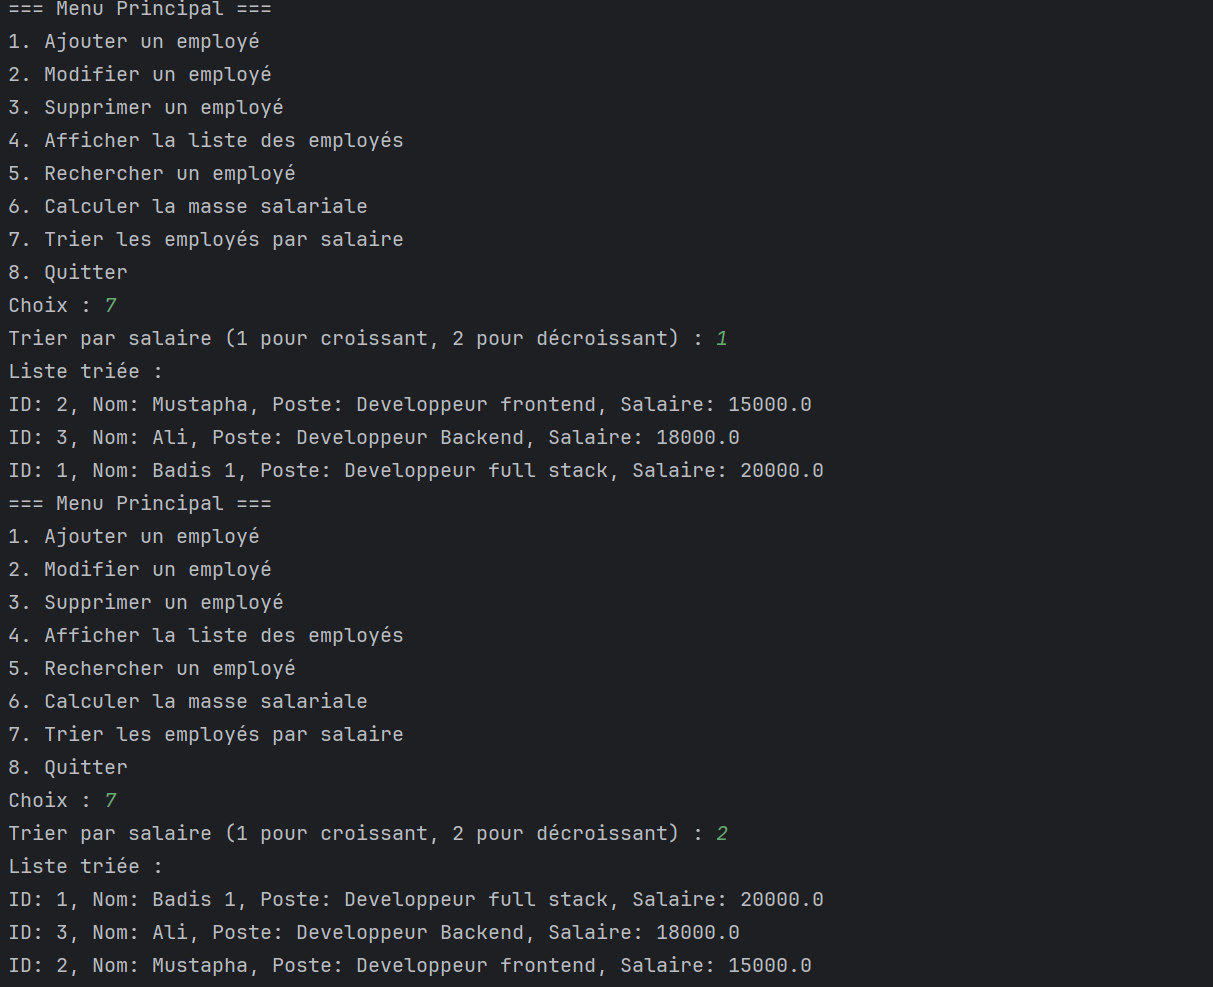 === Menu Principal ===
1. Ajouter un employé
2. Modifier un employé
3. Supprimer un employé
4. Afficher la liste des employés
5. Rechercher un employé
6. Calculer la masse salariale
7. Trier les employés par salaire
8. Quitter
Choix : 7
Trier par salaire (1 pour croissant, 2 pour décroissant) : 1
Liste triée :
ID: 2, Nom: Mustapha, Poste: Developpeur frontend, Salaire: 15000.0
ID: 3, Nom: Ali, Poste: Developpeur Backend, Salaire: 18000.0
ID: 1, Nom: Badis 1, Poste: Developpeur full stack, Salaire: 20000.0
=== Menu Principal ===
1. Ajouter un employé
2. Modifier un employé
3. Supprimer un employé
4. Afficher la liste des employés
5. Rechercher un employé
6. Calculer la masse salariale
7. Trier les employés par salaire
8. Quitter
Choix : 7
Trier par salaire (1 pour croissant, 2 pour décroissant) : 2
Liste triée :
ID: 1, Nom: Badis 1, Poste: Developpeur full stack, Salaire: 20000.0
ID: 3, Nom: Ali, Poste: Developpeur Backend, Salaire: 18000.0
ID: 2, Nom: Mustapha, Poste: Developpeur frontend, Salaire: 15000.0